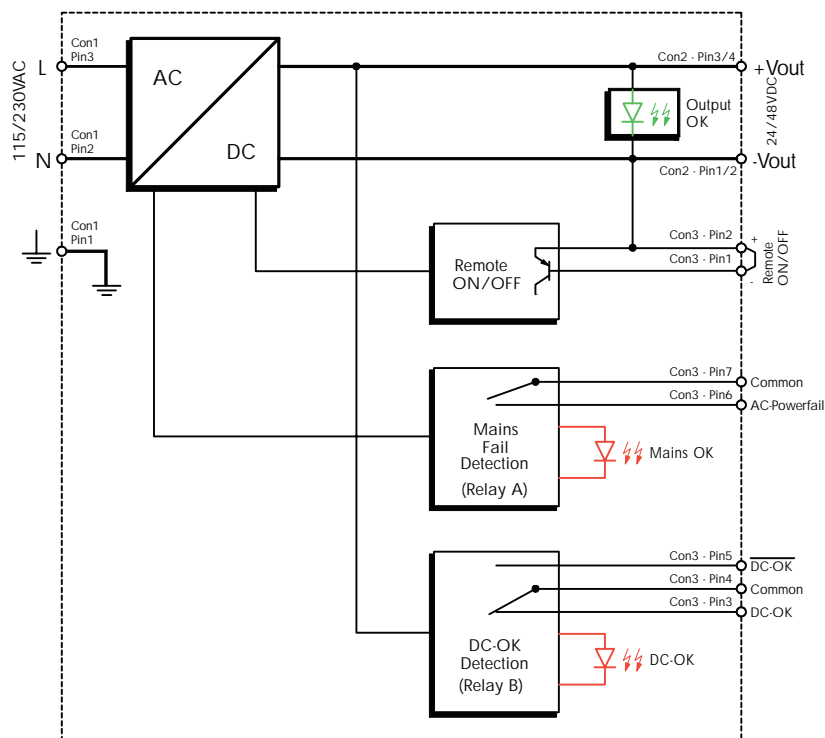 115/230VAC
L
Con1
Pin3
N
Con1
Pin2
Con1
Pin1
AC
DC
Con2 - Pin3/4
+Vout
24/48VDC
Output
OK
-Vout
Con2 - Pin1/2
Remote
ON/OFF
Con3 - Pin2
+
Con3 - Pin1
-
Remote
ON/OFF
Con3 - Pin7
Common
Con3 - Pin6
AC-Powerfail
Mains
Fail
Detection
(Relay A)
Mains OK
Con3 - Pin5
DC-OK
Con3 - Pin4
Common
Con3 - Pin3
DC-OK
DC-OK
Detection
(Relay B)
DC-OK